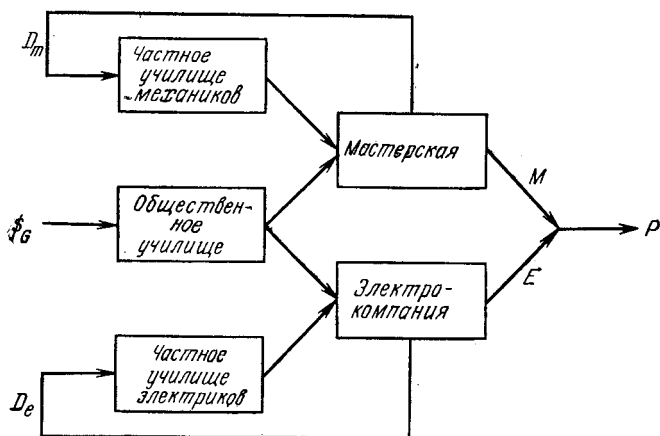 D_m
Частное
училище
механиков
Мастерская
M
$_G
Обществен-
ное
училище
P
Электро-
компания
E
Частное
училище
электриков
D_e